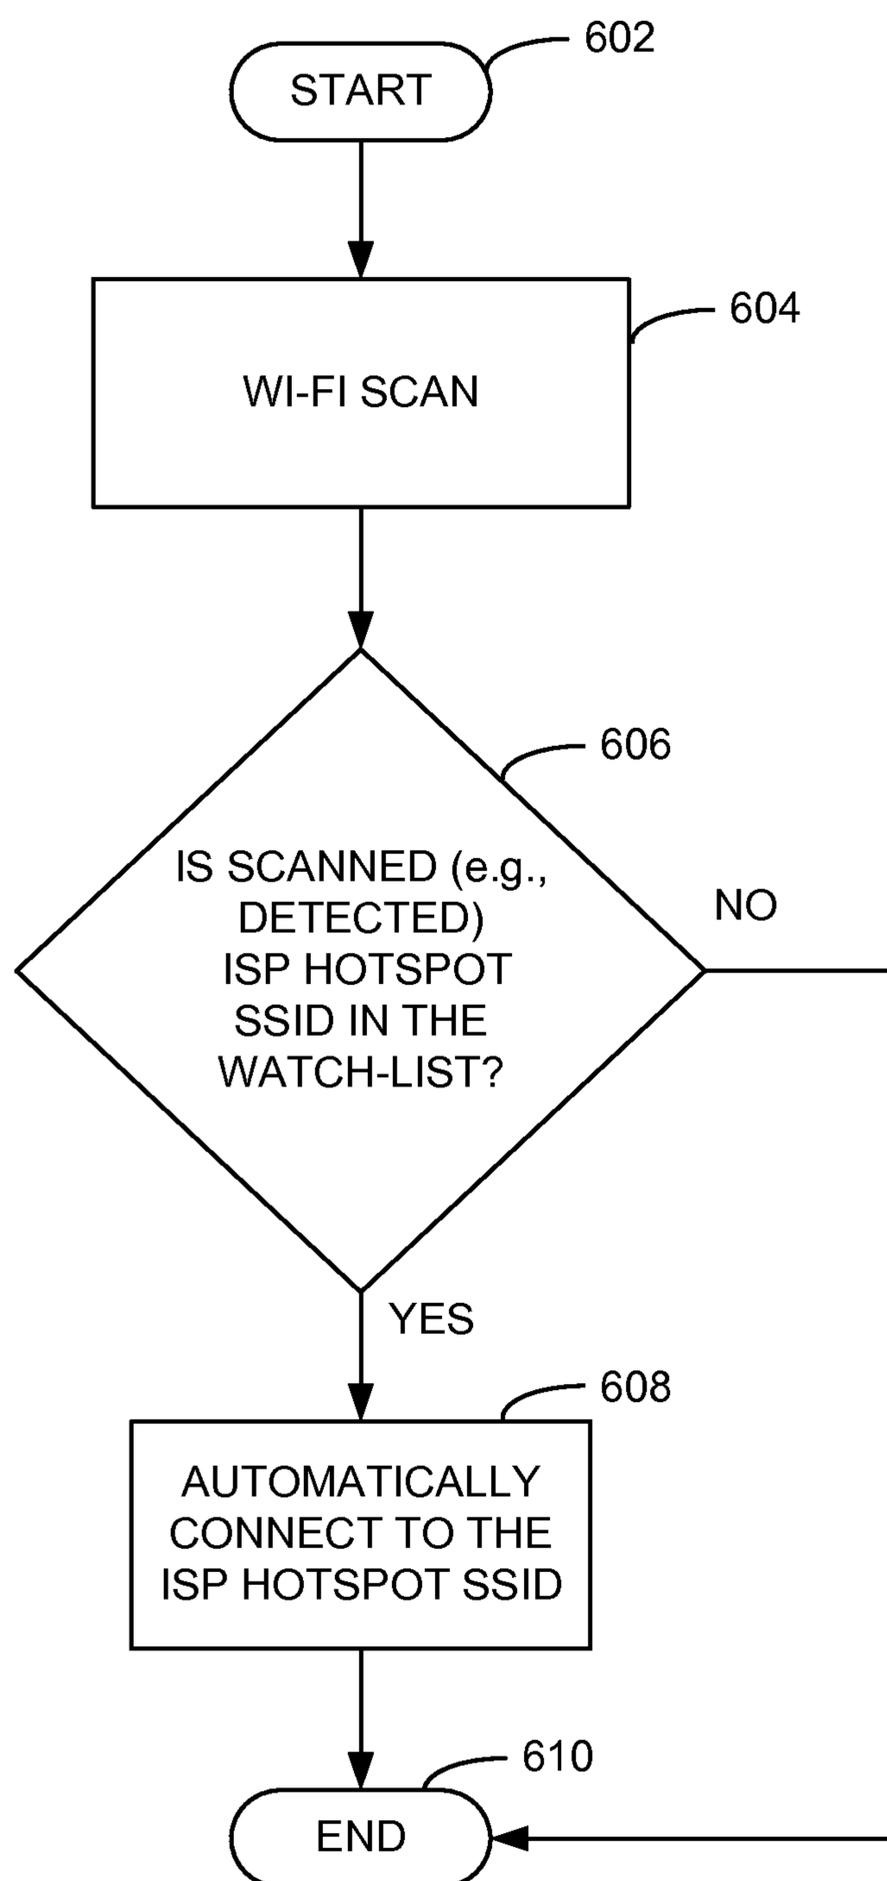 602
START
604
WI-FI SCAN
606
IS SCANNED (e.g.,
DETECTED)
ISP HOTSPOT
SSID IN THE
WATCH-LIST?
NO
YES
608
AUTOMATICALLY
CONNECT TO THE
ISP HOTSPOT SSID
610
END